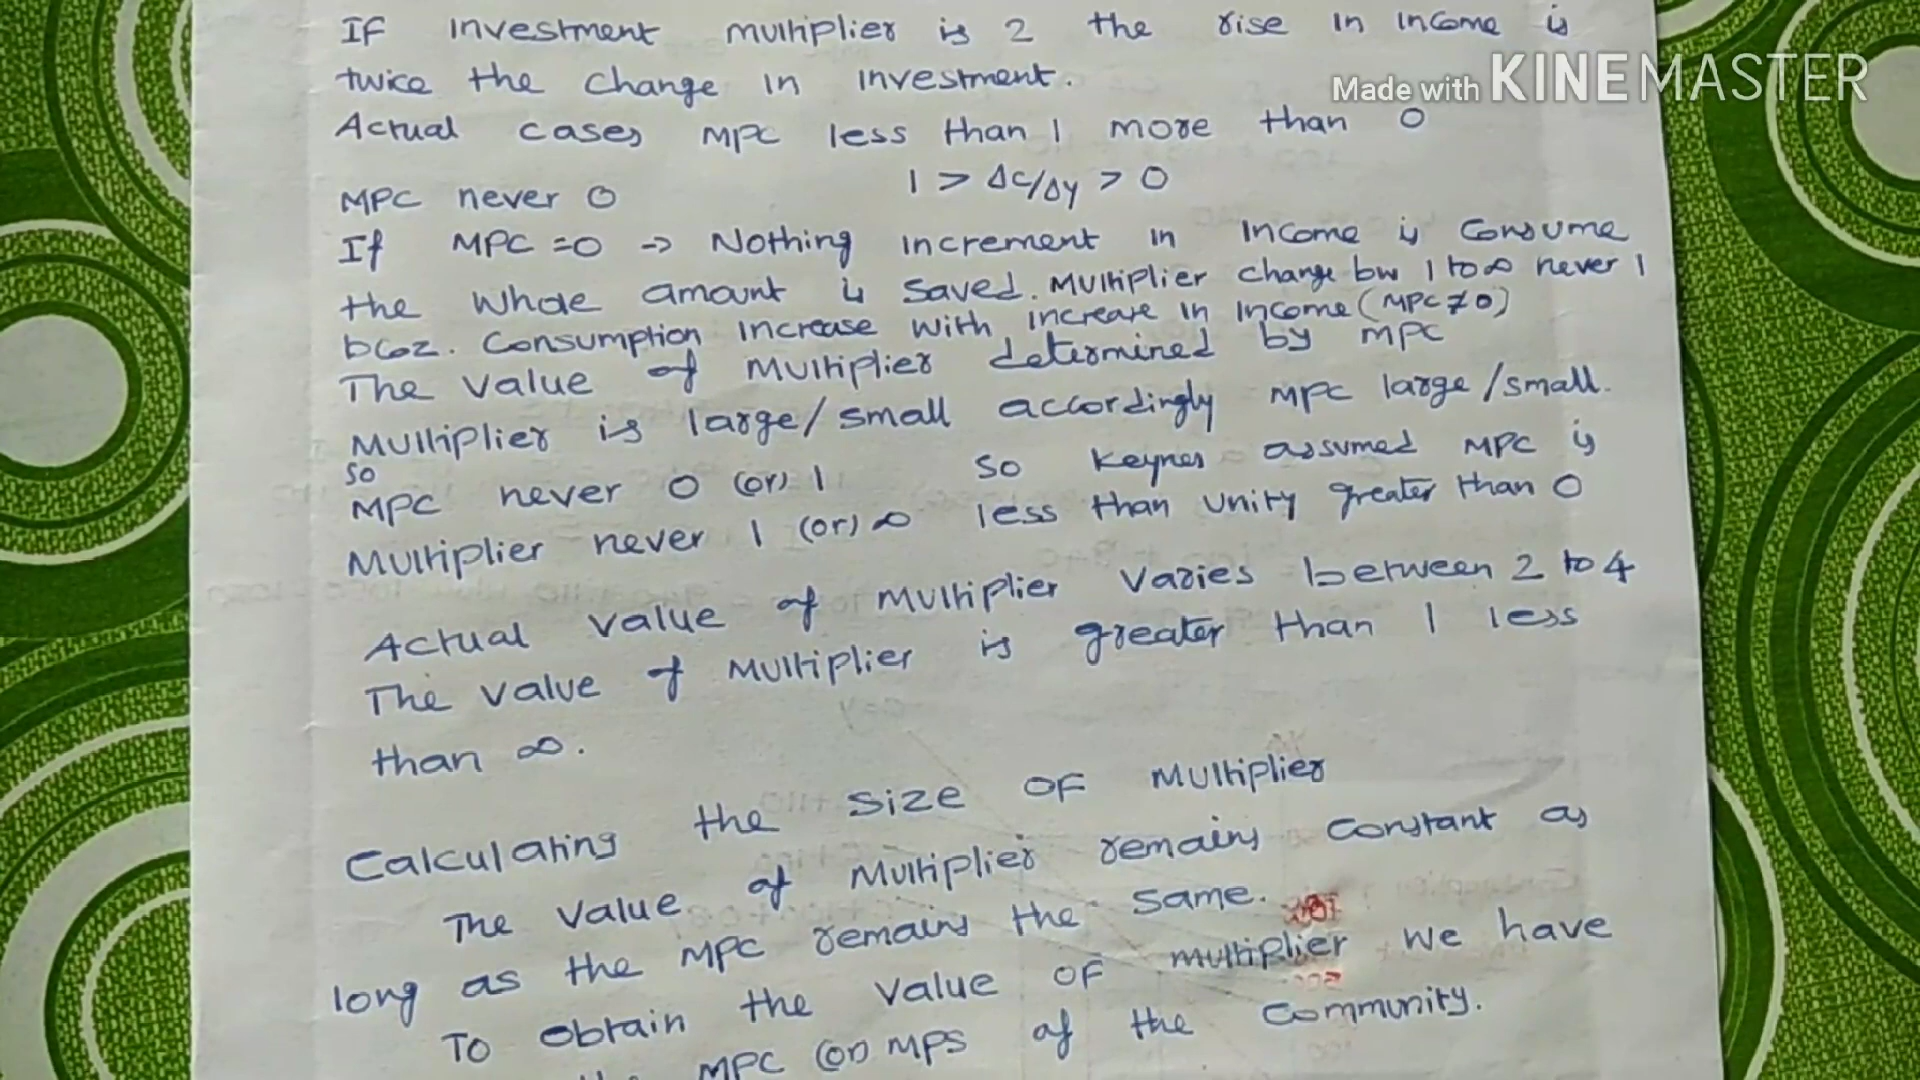 If Investment multiplier is 2 the rise in Income is
twice the change in investment.
Made with KINEMASTER
Actual cases MPC less than 1 more than 0
1 > ΔC/ΔY > 0
MPC never 0
If MPC = 0 → Nothing increment in Income is Consume
the Whole amount is Saved. Multiplier change bw 1 to ∞ never 1
bcoz. Consumption Increase with increase in Income (MPC ≠ 0)
The Value of Multiplier determined by MPC
Multiplier is large/small accordingly MPC large/small.
so
MPC never 0 (or) 1 So Keynes assumed MPC is
Multiplier never 1 (or) ∞ less than unity greater than 0
Actual value of multiplier varies between 2 to 4
The value of Multiplier is greater than 1 less
than ∞.
Calculating the size of Multiplier
The value of Multiplier remains constant as
long as the MPC remains the same.
To obtain the value of multiplier we have
the MPC (or) MPS of the Community.